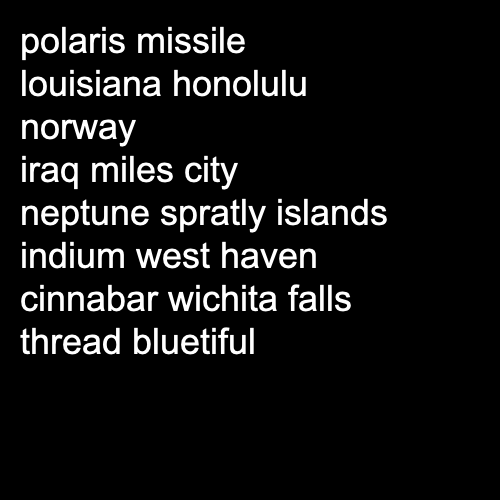 polaris missile
louisiana honolulu
norway
iraq miles city
neptune spratly islands
indium west haven
cinnabar wichita falls
thread bluetiful